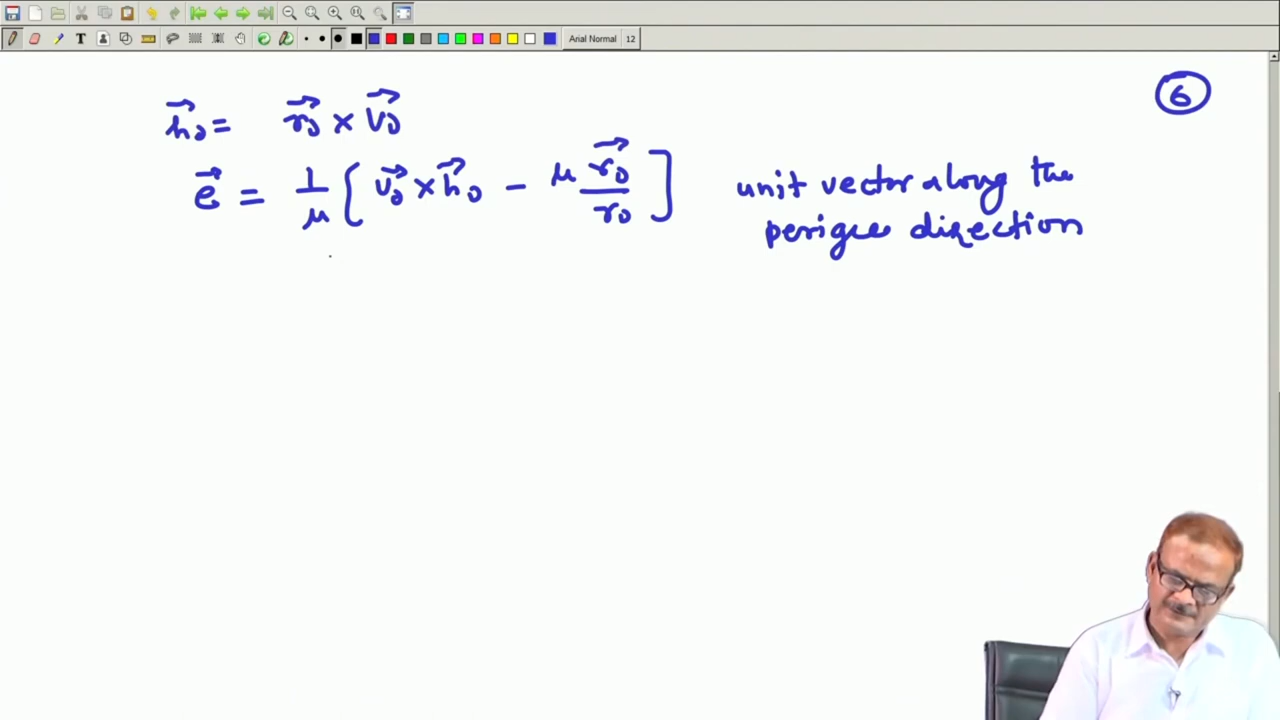 Arial Normal 12
6
h⃗₀ = r⃗₀ × v⃗₀
e⃗ = 1/μ [ v⃗₀ × h⃗₀ − μ r⃗₀/r₀ ] unit vector along the
perigee direction